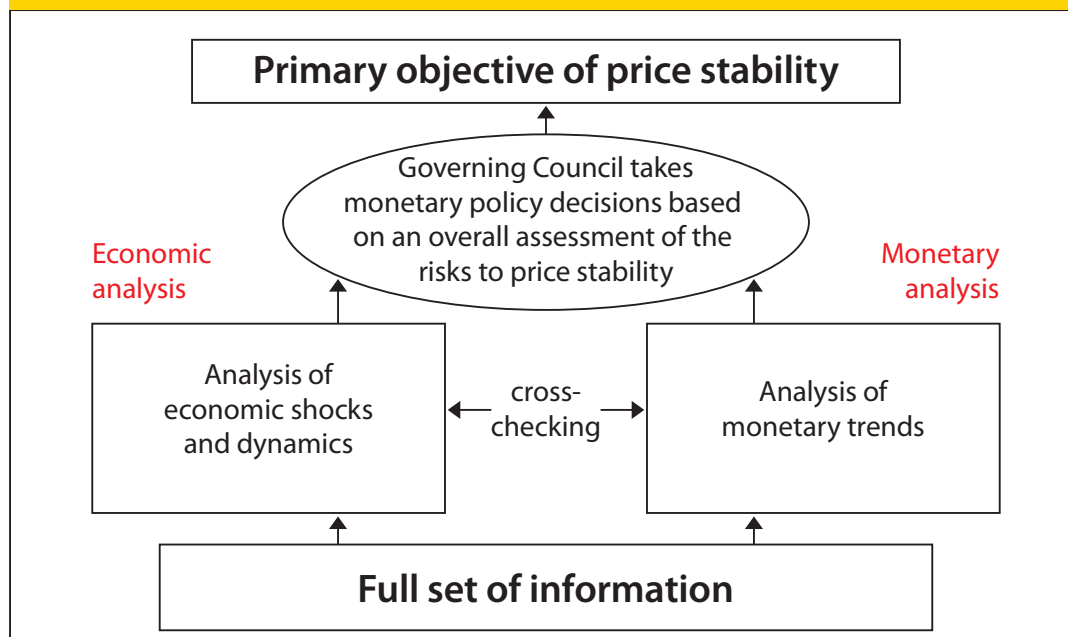 Primary objective of price stability
Governing Council takes
monetary policy decisions based
on an overall assessment of the
risks to price stability
Economic
analysis
Monetary
analysis
Analysis of
economic shocks
and dynamics
cross-
checking
Analysis of
monetary trends
Full set of information